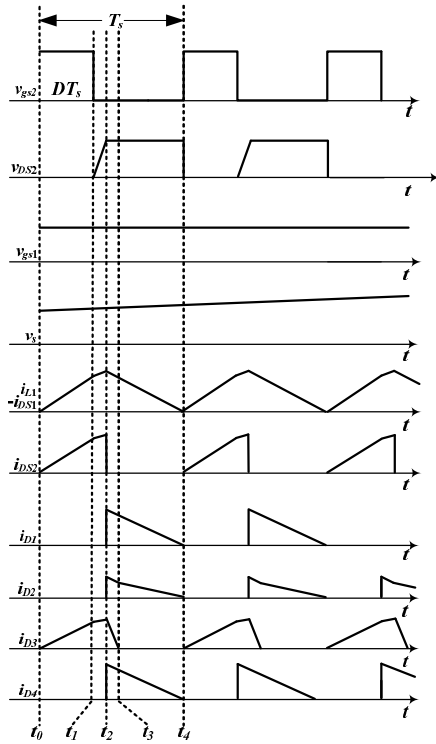 Ts
vgs2
DTs
t
vDS2
t
vgs1
t
vs
t
iL1
-iDS1
t
iDS2
t
iD1
t
iD2
t
iD3
t
iD4
t
t0 t1 t2 t3 t4